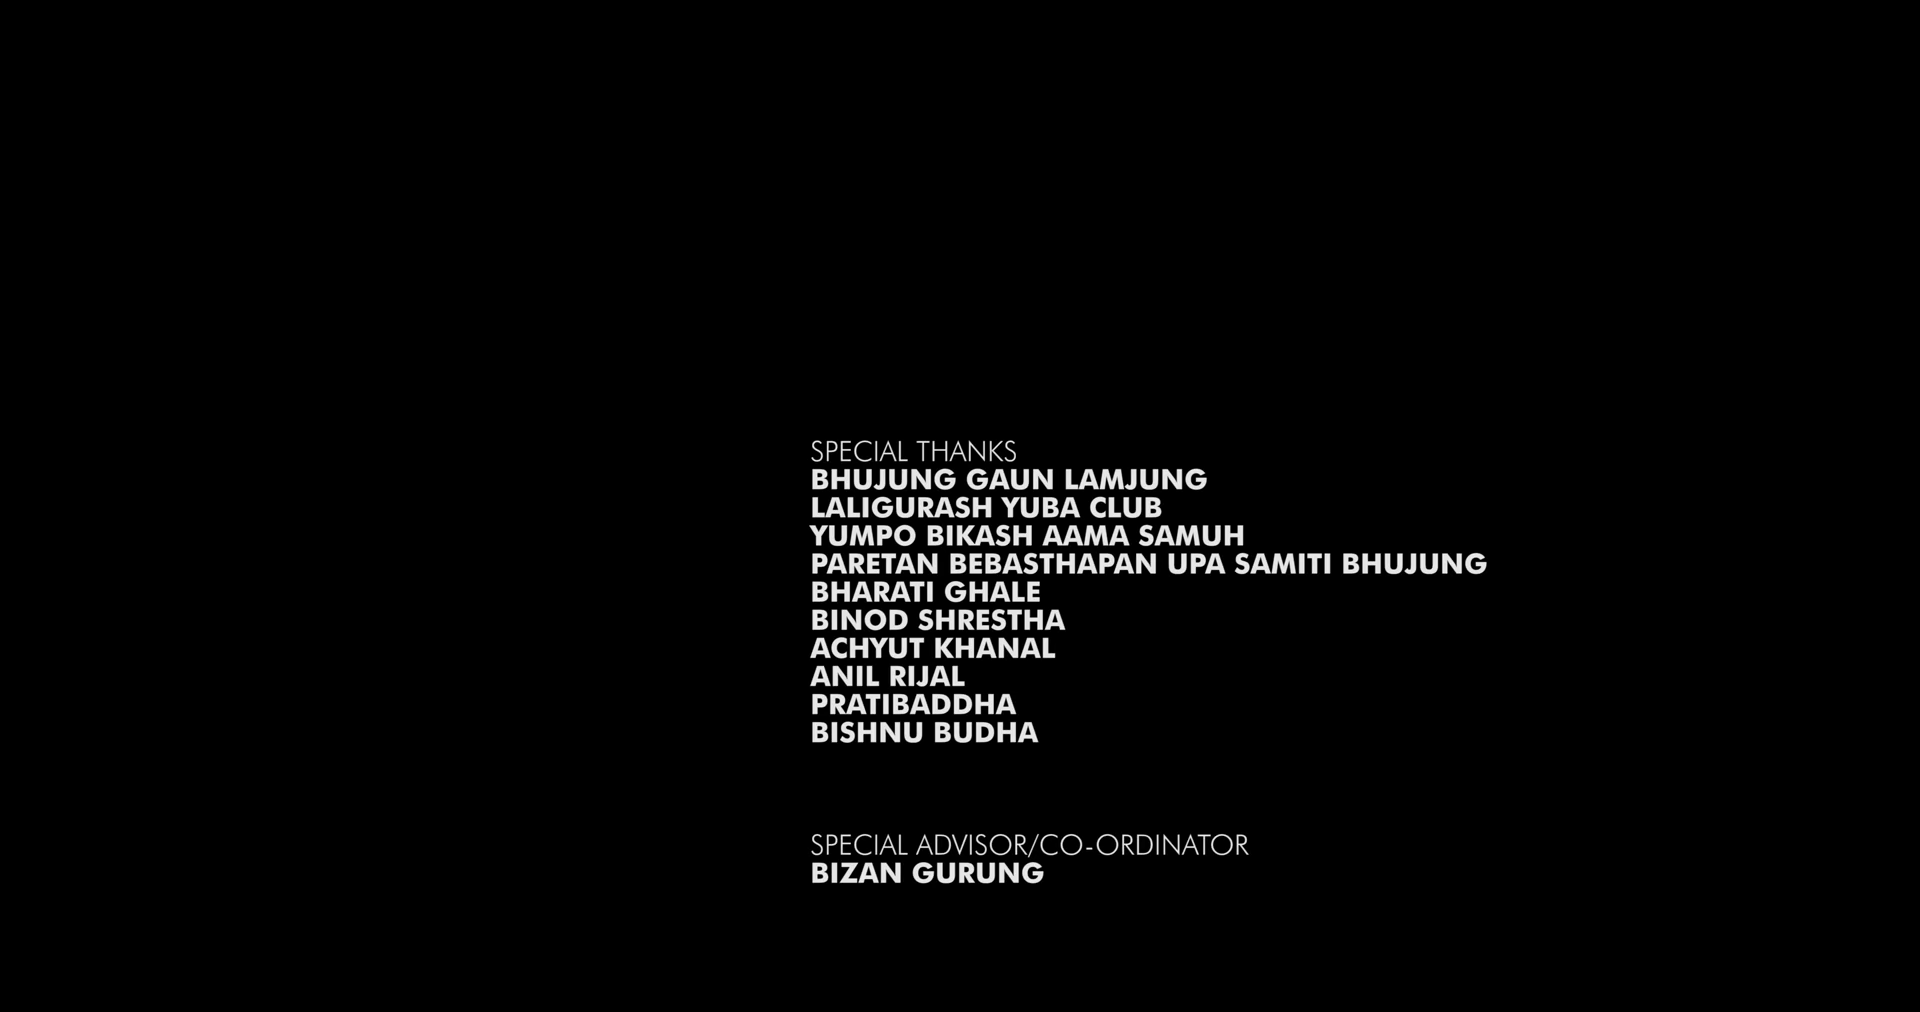 SPECIAL THANKS
BHUJUNG GAUN LAMJUNG
LALIGURASH YUBA CLUB
YUMPO BIKASH AAMA SAMUH
PARETAN BEBASTHAPAN UPA SAMITI BHUJUNG
BHARATI GHALE
BINOD SHRESTHA
ACHYUT KHANAL
ANIL RIJAL
PRATIBADDHA
BISHNU BUDHA
SPECIAL ADVISOR/CO-ORDINATOR
BIZAN GURUNG